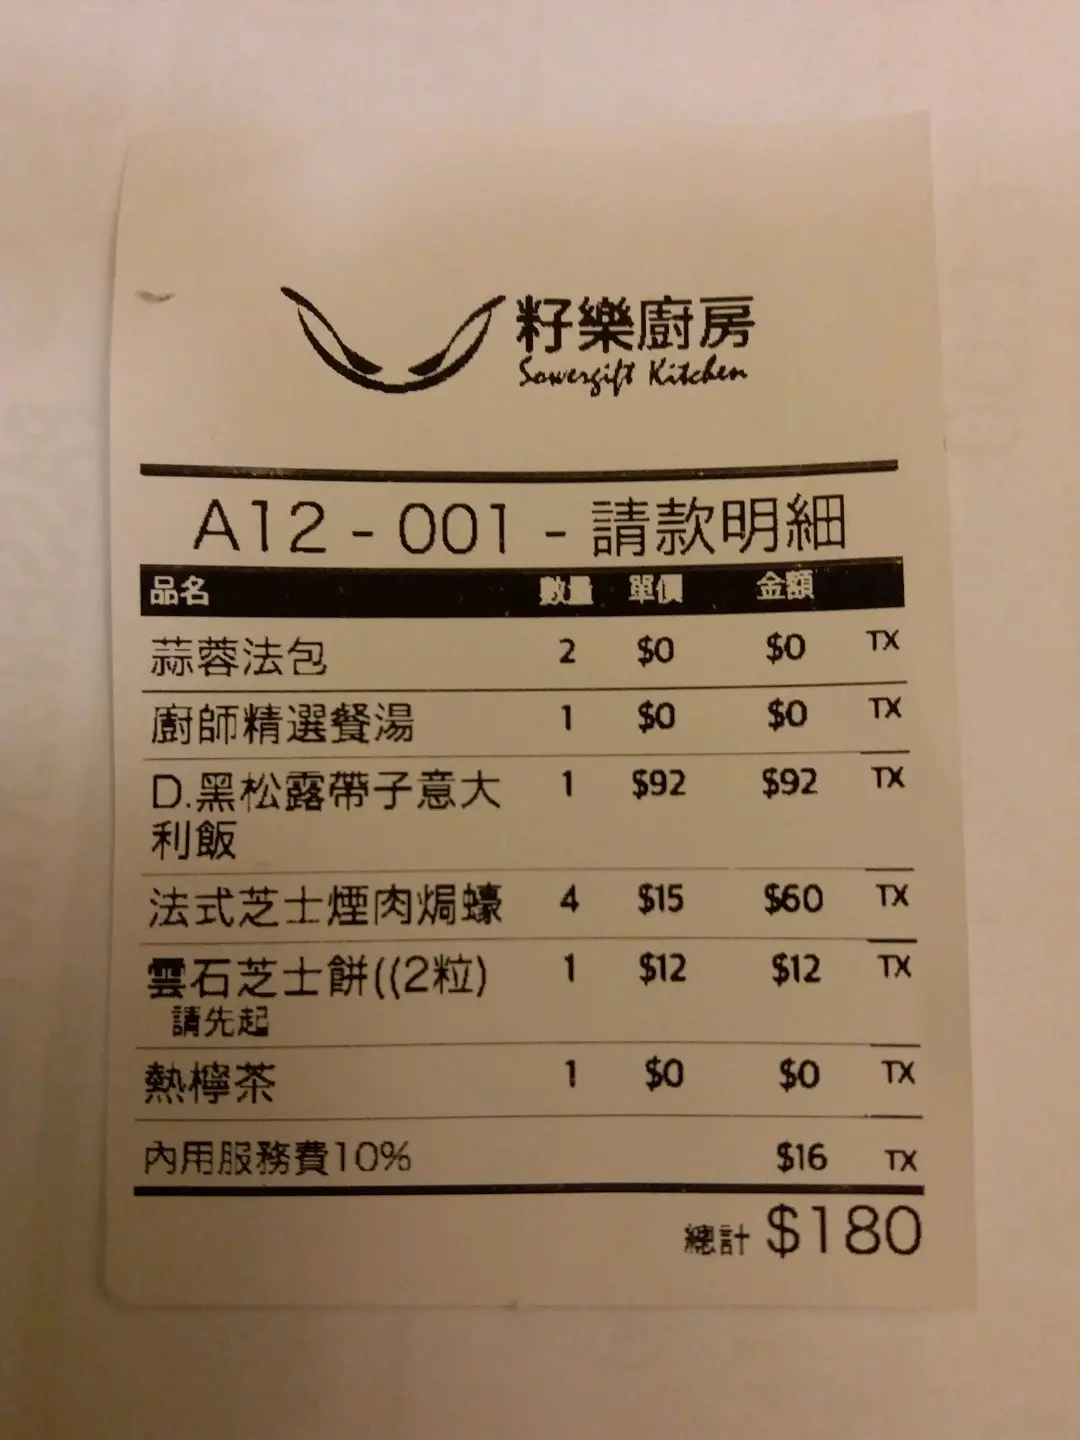 籽樂廚房
Sowergift Kitchen
A12 - 001 - 請款明細
品名 數量 單價 金額
蒜蓉法包 2 $0 $0 TX
廚師精選餐湯 1 $0 $0 TX
D.黑松露帶子意大 1 $92 $92 TX
利飯
法式芝士煙肉焗蠔 4 $15 $60 TX
雲石芝士餅((2粒) 1 $12 $12 TX
請先起
熱檸茶 1 $0 $0 TX
內用服務費10% $16 TX
總計 $180